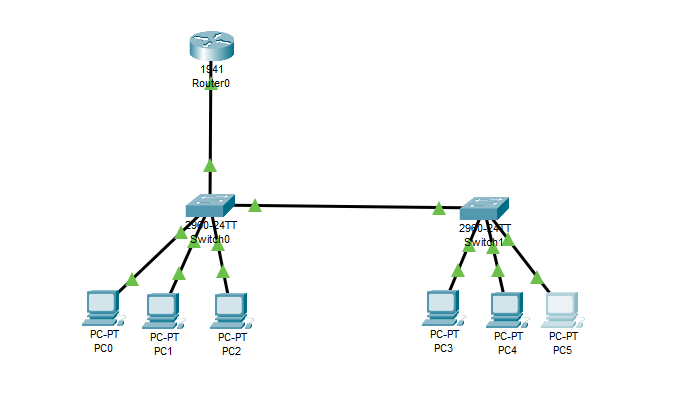 1941
Router0
2960-24TT
Switch0
2960-24TT
Switch1
PC-PT
PC0
PC-PT
PC1
PC-PT
PC2
PC-PT
PC3
PC-PT
PC4
PC-PT
PC5